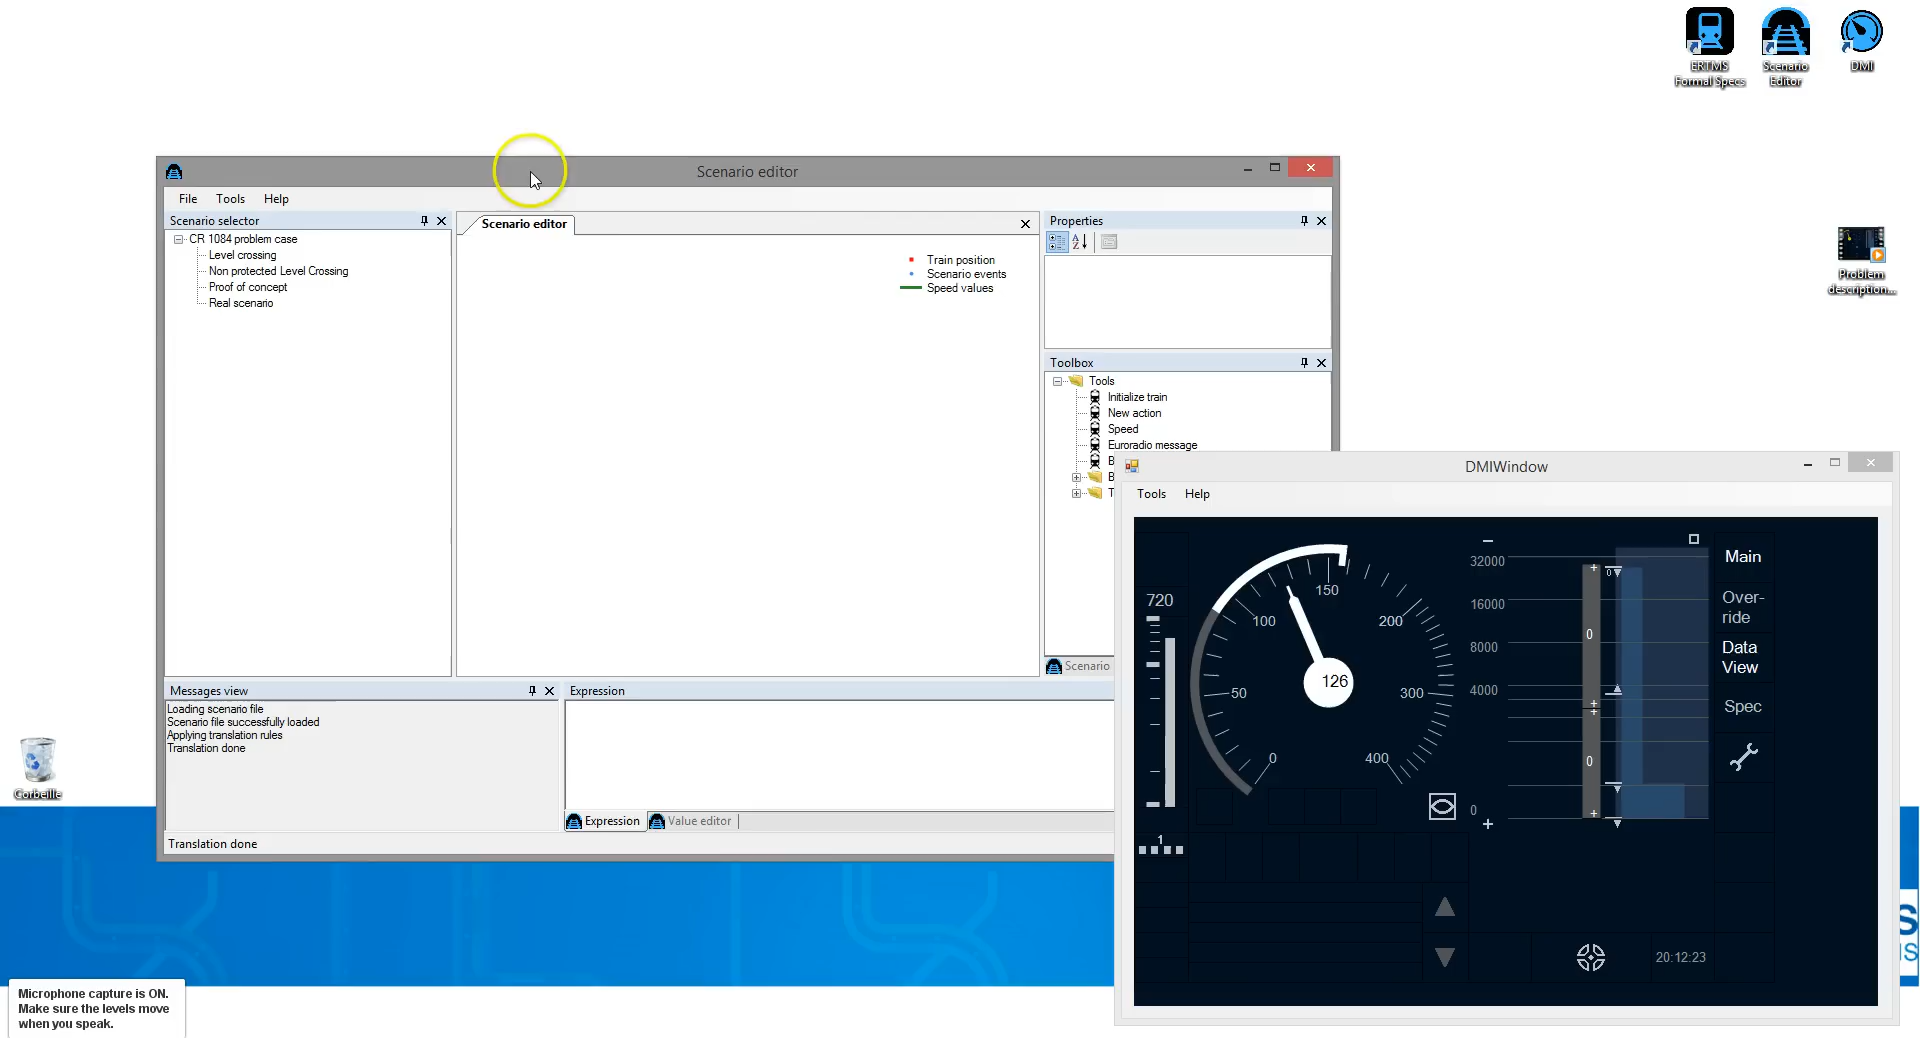 ERTMS
Formal Specs
Scenario
Editor
DMI
Problem
description...
Corbeille
Scenario editor
File Tools Help
Scenario selector
CR 1084 problem case
Level crossing
Non protected Level Crossing
Proof of concept
Real scenario
Scenario editor
Train position
Scenario events
Speed values
Properties
Toolbox
Tools
Initialize train
New action
Speed
Euroradio message
B
B
T
Scenario
Messages view
Loading scenario file
Scenario file successfully loaded
Applying translation rules
Translation done
Expression
Expression Value editor
Translation done
DMIWindow
Tools Help
720
1
0
50
100
150
200
300
400
126
32000
16000
8000
4000
0
0
0
0
Main
Over-
ride
Data
View
Spec
20:12:23
S
IS
Microphone capture is ON.
Make sure the levels move
when you speak.